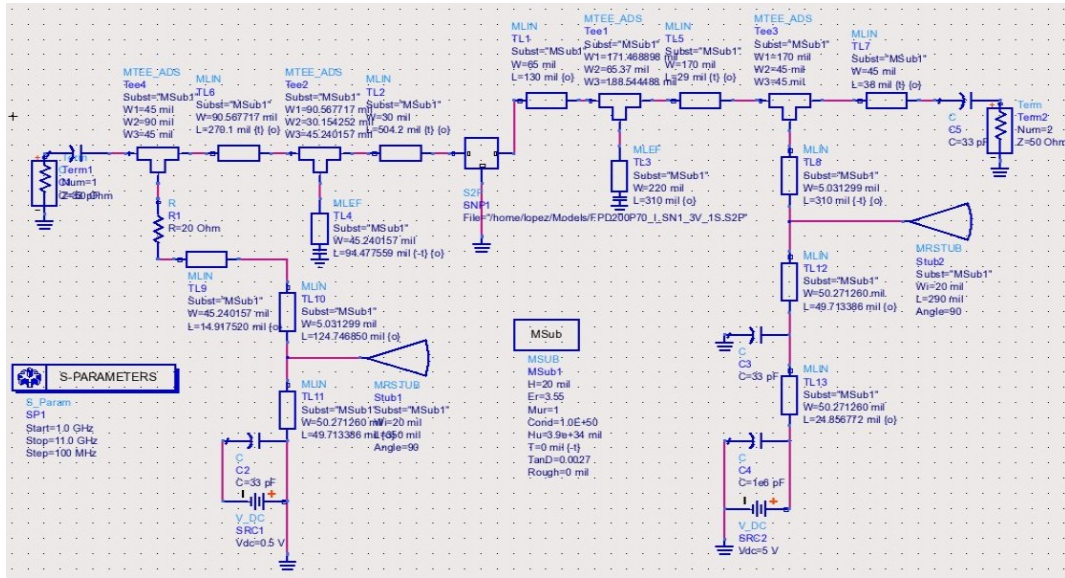 MTEE_ADS
Tee4
Subst="MSub1"
W1=45 mil
W2=90 mil
W3=45 mil
MLIN
TL6
Subst="MSub1"
W=90.567717 mil
L=270.1 mil {t} {o}
MTEE_ADS
Tee2
Subst="MSub1"
W1=90.567717 mil
W2=30.154252 mil
W3=45.240157 mil
MLIN
TL2
Subst="MSub1"
W=30 mil
L=504.2 mil {t} {o}
MLIN
TL1
Subst="MSub1"
W=65 mil
L=130 mil {o}
MTEE_ADS
Tee1
Subst="MSub1"
W1=171.468898 mil
W2=65.37 mil
W3=188.544488 mil
MLIN
TL5
Subst="MSub1"
W=170 mil
L=29 mil {t} {o}
MTEE_ADS
Tee3
Subst="MSub1"
W1=170 mil
W2=45 mil
W3=45 mil
MLIN
TL7
Subst="MSub1"
W=45 mil
L=38 mil {t} {o}
C
C5
C=33 pF
Term
Term2
Num=2
Z=50 Ohm
Term1
Num=1
R
R1
R=20 Ohm
MLEF
TL4
Subst="MSub1"
W=45.240157 mil
L=94.477559 mil {-t} {o}
S2P
SNP1
File="/home/lopez/Models/FPD200P70_I_SN1_3V_1S.S2P"
MLEF
TL3
Subst="MSub1"
W=220 mil
L=310 mil {o}
MLIN
TL8
Subst="MSub1"
W=5.031299 mil
L=310 mil {-t} {o}
MRSTUB
Stub2
Subst="MSub1"
Wi=20 mil
L=290 mil
Angle=90
MLIN
TL9
Subst="MSub1"
W=45.240157 mil
L=14.917520 mil {o}
MLIN
TL10
Subst="MSub1"
W=5.031299 mil
L=124.746850 mil {o}
MLIN
TL12
Subst="MSub1"
W=50.271260 mil
L=49.713386 mil {o}
C
C3
C=33 pF
MSub
MSUB
MSub1
H=20 mil
Er=3.55
Mur=1
Cond=1.0E+50
Hu=3.9e+34 mil
T=0 mil {-t}
TanD=0.0027
Rough=0 mil
S-PARAMETERS
S_Param
SP1
Start=1.0 GHz
Stop=11.0 GHz
Step=100 MHz
MLIN
TL11
Subst="MSub1"
W=50.271260 mil
L=49.713386 mil {o}
MRSTUB
Stub1
Subst="MSub1"
Wi=20 mil
Angle=90
MLIN
TL13
Subst="MSub1"
W=50.271260 mil
L=24.856772 mil {o}
C
C2
C=33 pF
V_DC
SRC1
Vdc=0.5 V
C
C4
C=1e6 pF
V_DC
SRC2
Vdc=5 V